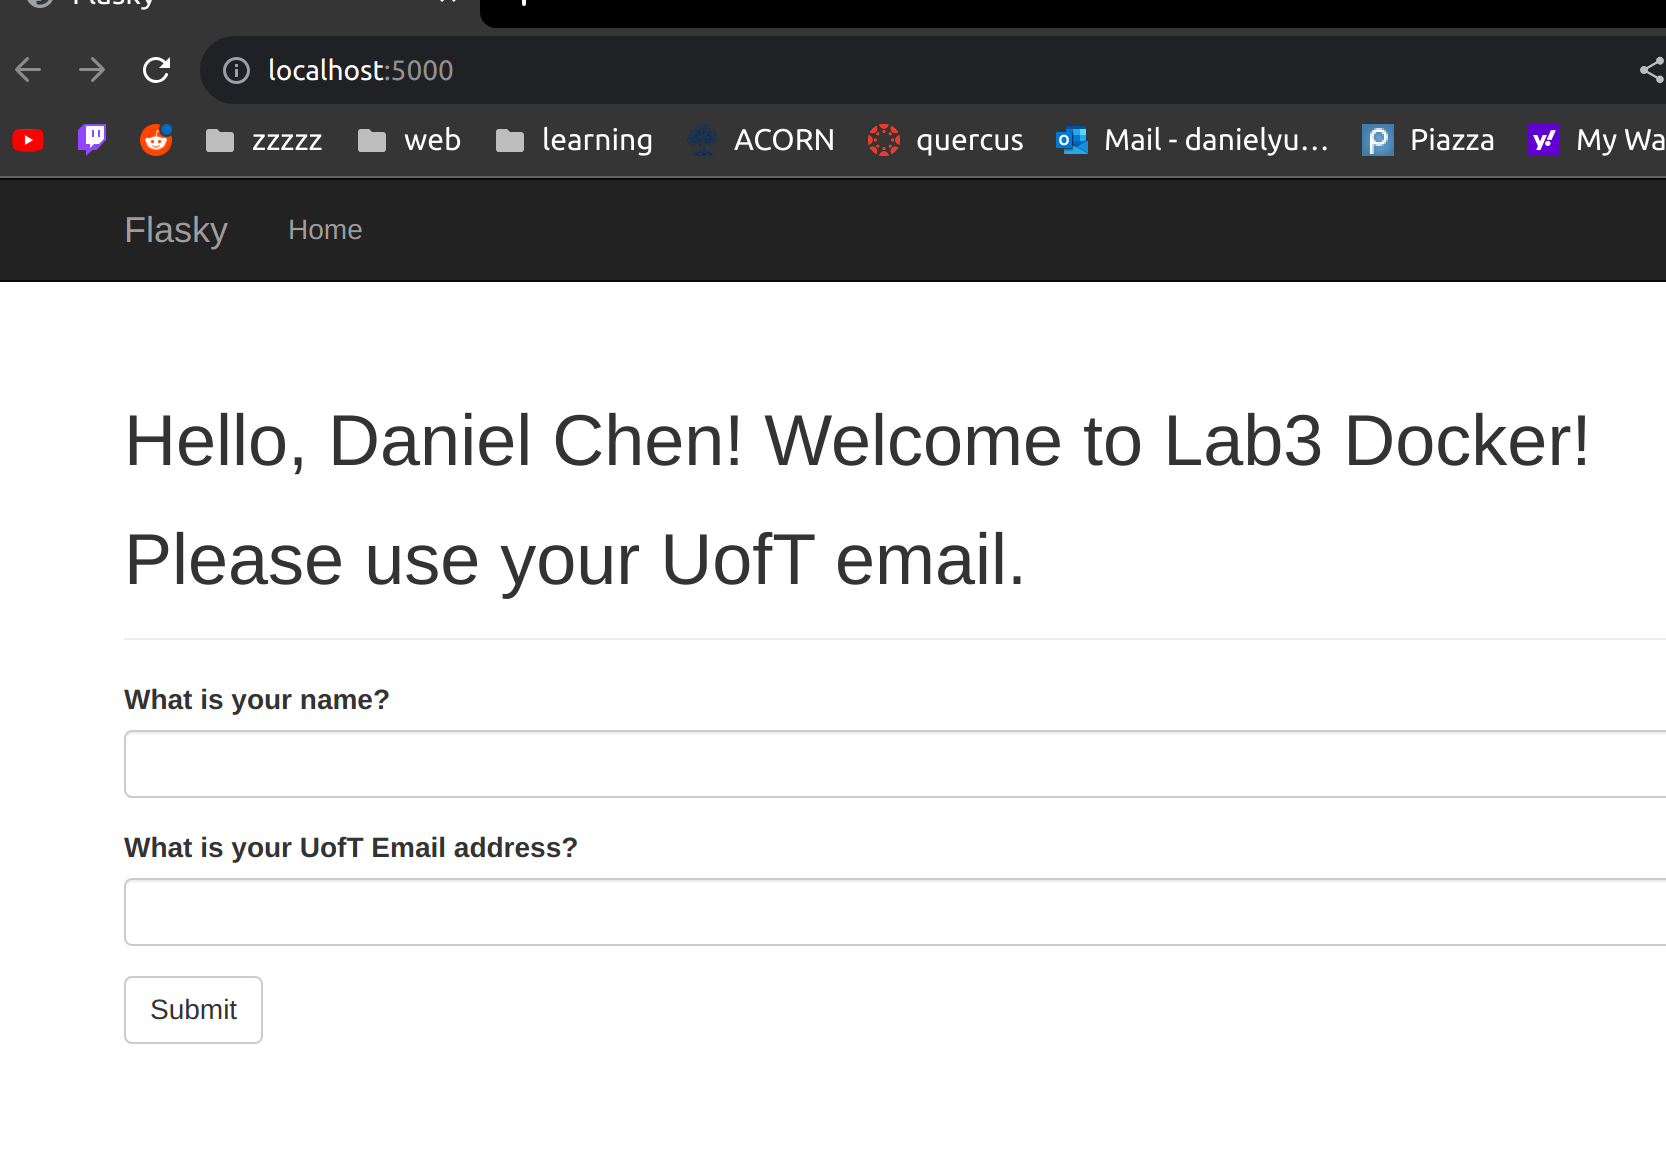 Flasky
localhost:5000
zzzzz web learning ACORN quercus Mail - danielyu… Piazza My Wa
Flasky Home
Hello, Daniel Chen! Welcome to Lab3 Docker!
Please use your UofT email.
What is your name?
What is your UofT Email address?
Submit